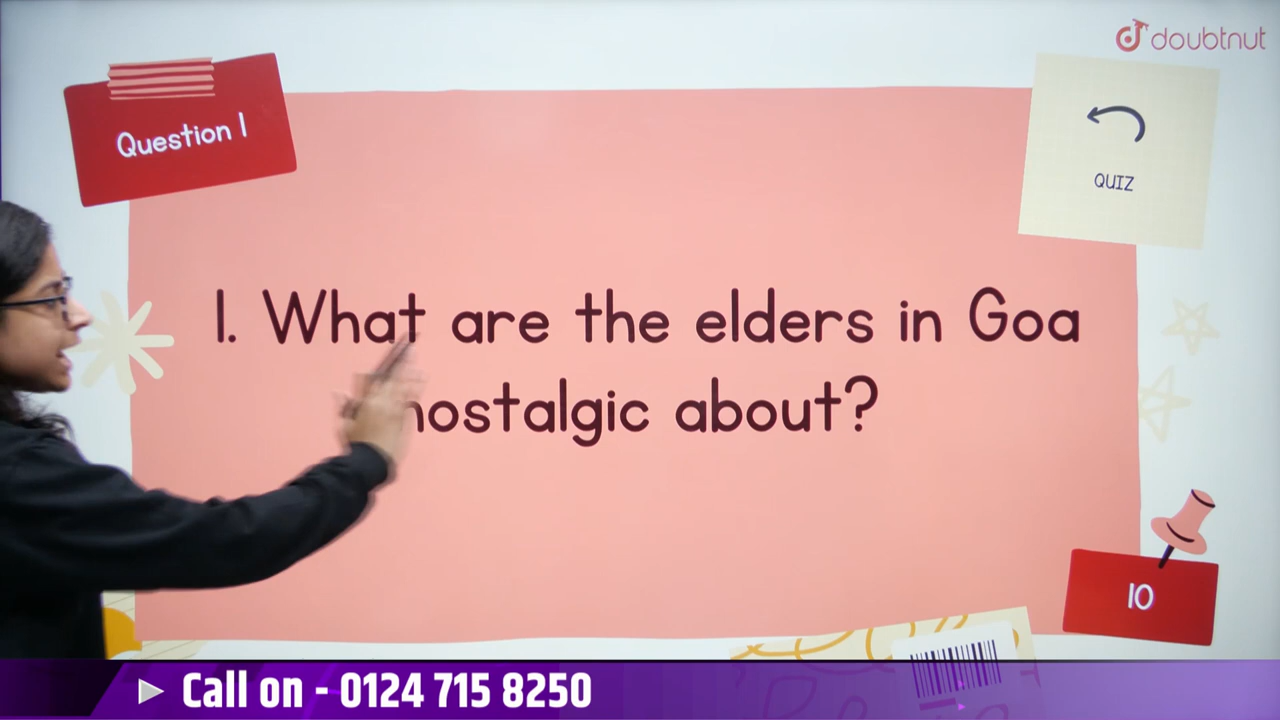 doubtnut
Question 1
QUIZ
1. What are the elders in Goa
nostalgic about?
10
Call on - 0124 715 8250